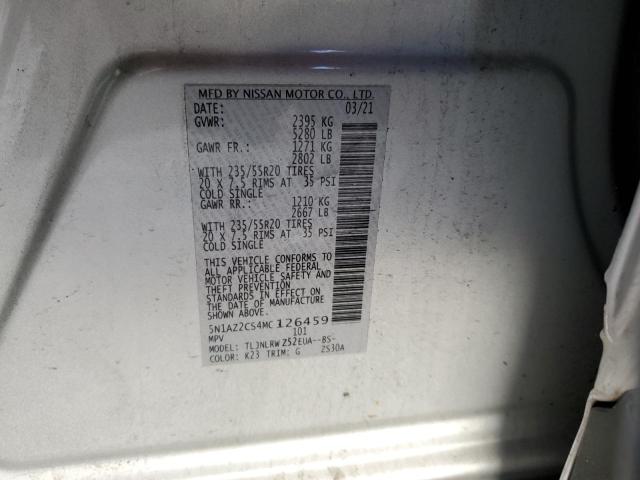 MFD BY NISSAN MOTOR CO., LTD.
DATE: 03/21
GVWR: 2395 KG
5280 LB
GAWR FR.: 1271 KG
2802 LB
WITH 235/55R20 TIRES
20 X 7.5 RIMS AT 35 PSI
COLD SINGLE
GAWR RR.: 1210 KG
2667 LB
WITH 235/55R20 TIRES
20 X 7.5 RIMS AT 35 PSI
COLD SINGLE
THIS VEHICLE CONFORMS TO
ALL APPLICABLE FEDERAL
MOTOR VEHICLE SAFETY AND
THEFT PREVENTION
STANDARDS IN EFFECT ON
THE DATE OF MANUFACTURE
SHOWN ABOVE.
5N1AZ2CS4MC126459
MPV 101
MODEL: TLJNLRWZS2EUA--BS-
COLOR: K23 TRIM: G ZS30A